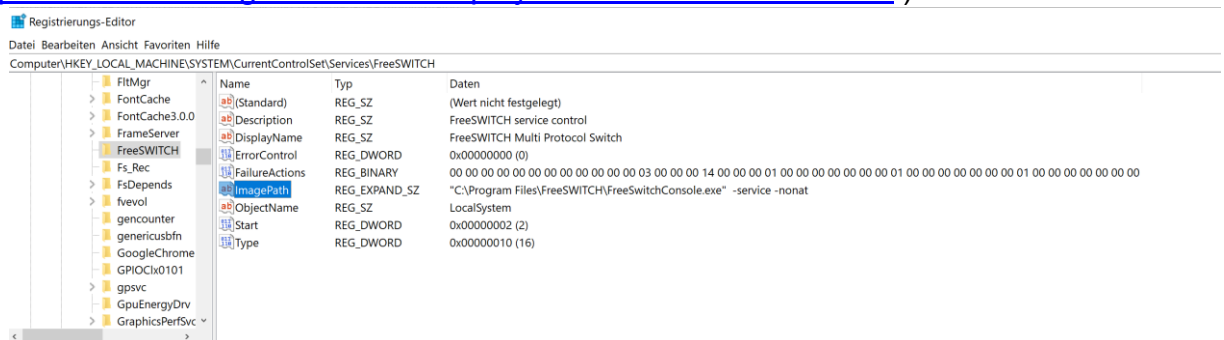 Registrierungs-Editor
Datei Bearbeiten Ansicht Favoriten Hilfe
Computer\HKEY_LOCAL_MACHINE\SYSTEM\CurrentControlSet\Services\FreeSWITCH
FltMgr
FontCache
FontCache3.0.0
FrameServer
FreeSWITCH
Fs_Rec
FsDepends
fvevol
gencounter
genericusbfn
GoogleChrome
GPIOClx0101
gpsvc
GpuEnergyDrv
GraphicsPerfSvc
Name Typ Daten
(Standard) REG_SZ (Wert nicht festgelegt)
Description REG_SZ FreeSWITCH service control
DisplayName REG_SZ FreeSWITCH Multi Protocol Switch
ErrorControl REG_DWORD 0x00000000 (0)
FailureActions REG_BINARY 00 00 00 00 00 00 00 00 00 00 00 00 03 00 00 00 14 00 00 00 01 00 00 00 00 00 00 00 01 00 00 00 00 00 00 00 01 00 00 00 00 00 00 00
ImagePath REG_EXPAND_SZ "C:\Program Files\FreeSWITCH\FreeSwitchConsole.exe" -service -nonat
ObjectName REG_SZ LocalSystem
Start REG_DWORD 0x00000002 (2)
Type REG_DWORD 0x00000010 (16)